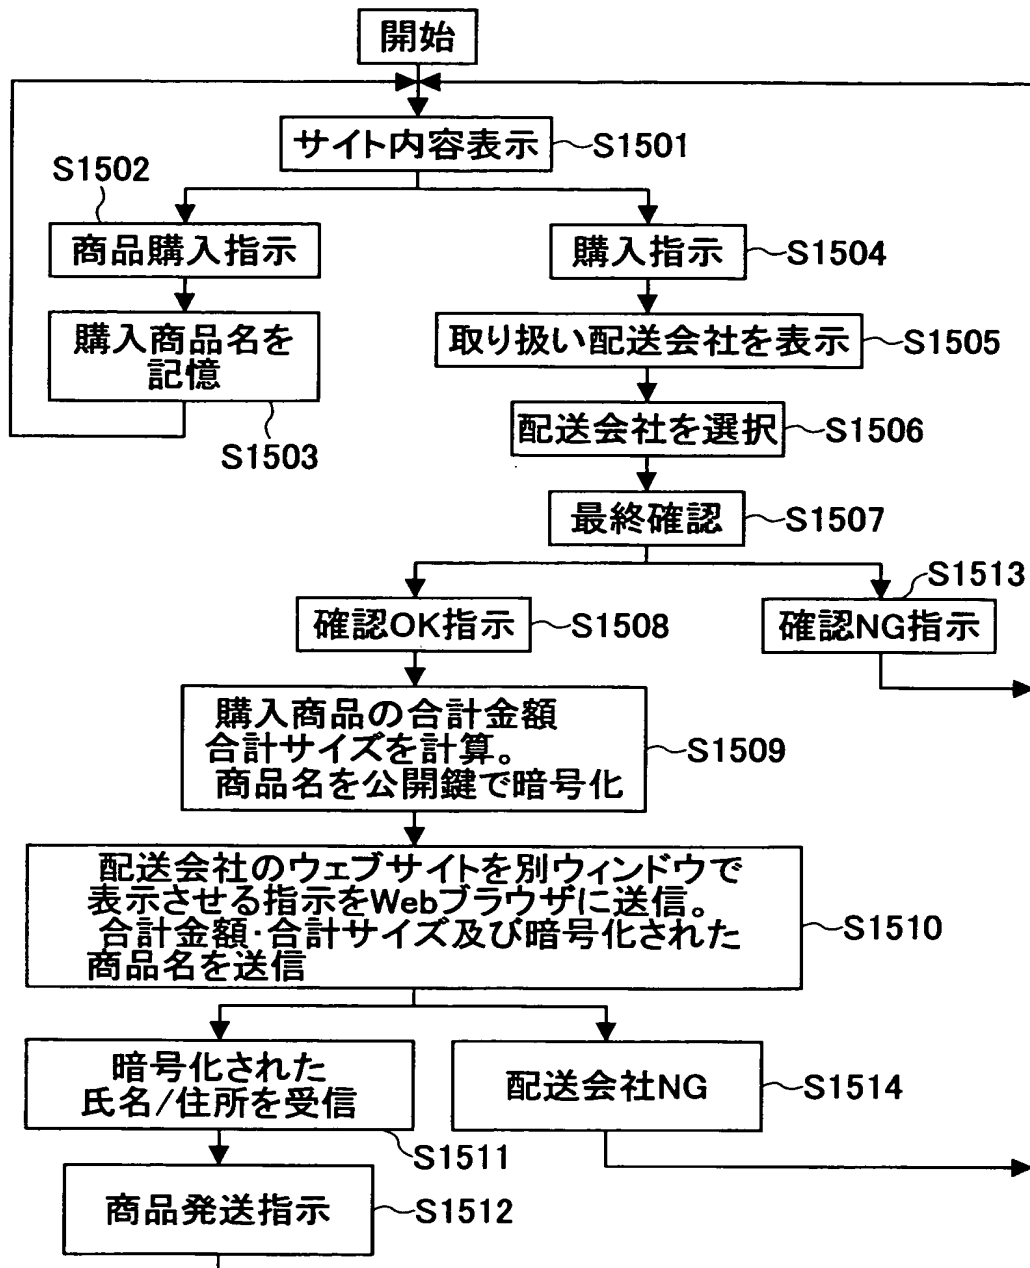 開始
サイト内容表示
S1501
S1502
商品購入指示
購入指示
S1504
購入商品名を
記憶
S1503
取り扱い配送会社を表示
S1505
配送会社を選択
S1506
最終確認
S1507
確認OK指示
S1508
S1513
確認NG指示
購入商品の合計金額
合計サイズを計算。
商品名を公開鍵で暗号化
S1509
配送会社のウェブサイトを別ウィンドウで
表示させる指示をWebブラウザに送信。
合計金額・合計サイズ及び暗号化された
商品名を送信
S1510
暗号化された
氏名/住所を受信
S1511
配送会社NG
S1514
商品発送指示
S1512